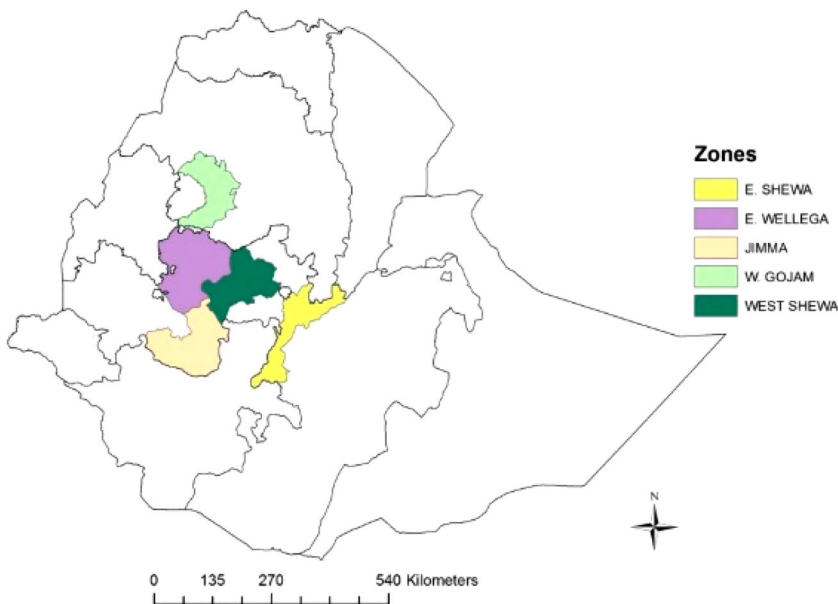 Zones
E. SHEWA
E. WELLEGA
JIMMA
W. GOJAM
WEST SHEWA
N
0 135 270 540 Kilometers